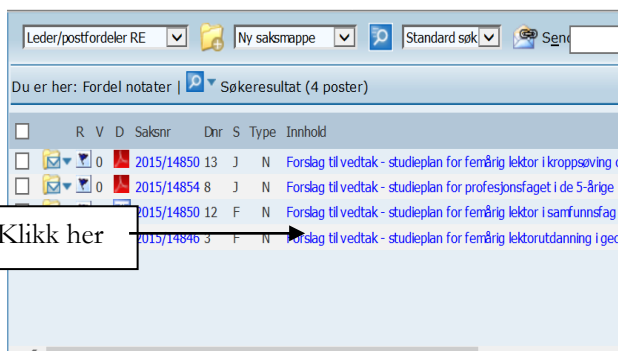 Leder/postfordeler RE Ny saksmappe Standard søk Send
Du er her: Fordel notater | Søkeresultat (4 poster)
R V D Saksnr Dnr S Type Innhold
0 2015/14850 13 J N Forslag til vedtak - studieplan for femårig lektor i kroppsøving
0 2015/14854 8 J N Forslag til vedtak - studieplan for profesjonsfaget i de 5-årige
0 2015/14850 12 F N Forslag til vedtak - studieplan for femårig lektor i samfunnsfag
Klikk her 2015/14846 3 F N Forslag til vedtak - studieplan for femårig lektorutdanning i